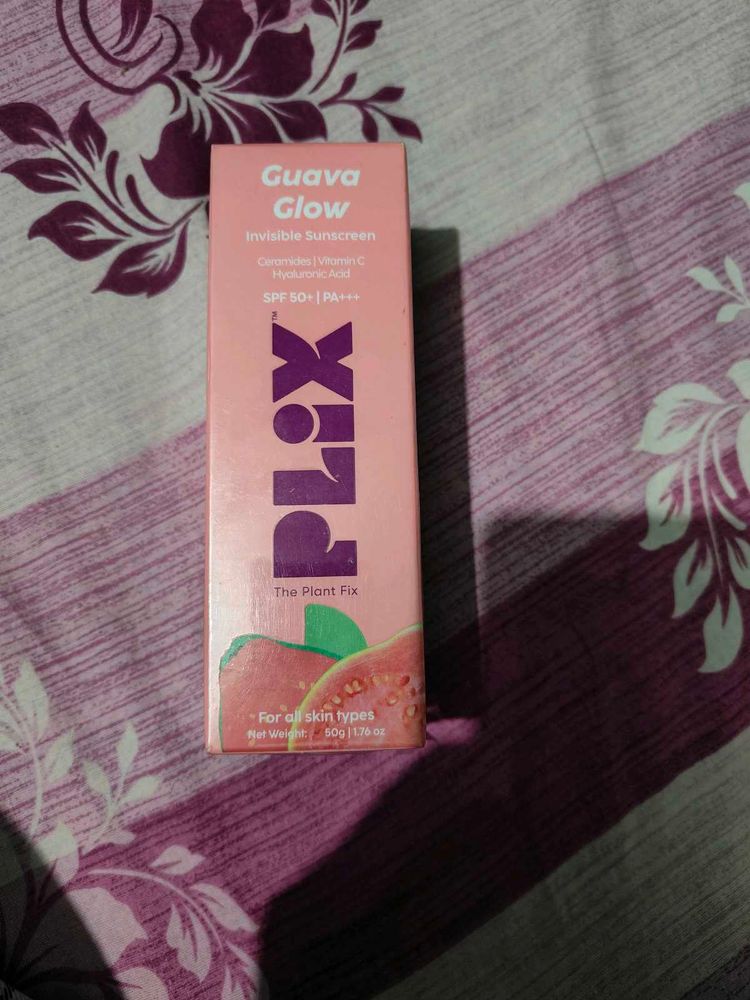 Guava
Glow
Invisible Sunscreen
Ceramides | Vitamin C
Hyaluronic Acid
SPF 50+ | PA+++
PLiX™
The Plant Fix
For all skin types
Net Weight: 50g | 1.76 oz